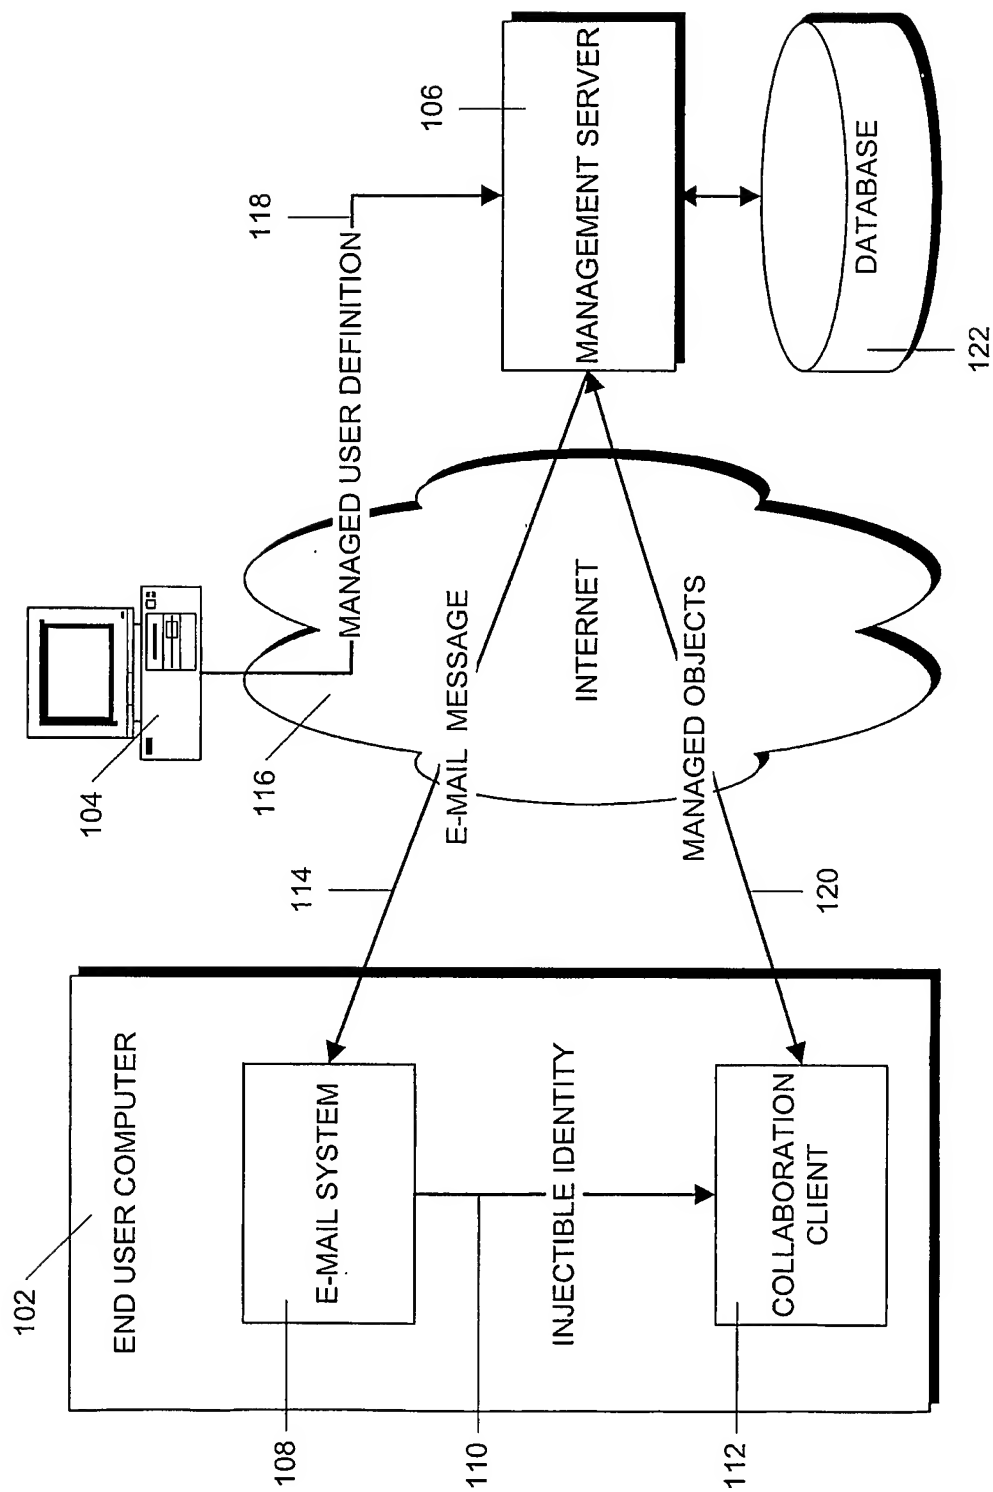 102
104
END USER COMPUTER
116
118
108
114
E-MAIL SYSTEM
MANAGED USER DEFINITION
106
E-MAIL MESSAGE
110
INJECTIBLE IDENTITY
INTERNET
MANAGEMENT SERVER
MANAGED OBJECTS
112
COLLABORATION
CLIENT
120
DATABASE
122